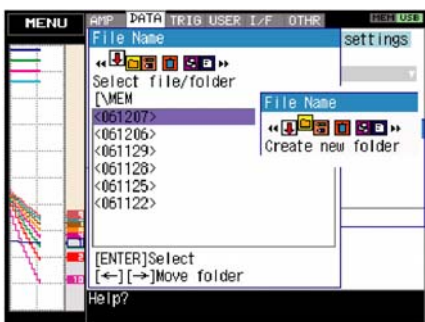 MENU
AMP DATA TRIG USER I/F OTHR
MEM USB
File Name
settings
Select file/folder
[\MEM
<061207>
<061206>
<061129>
<061128>
<061125>
<061122>
File Name
Create new folder
[ENTER]Select
[←][→]Move folder
Help?